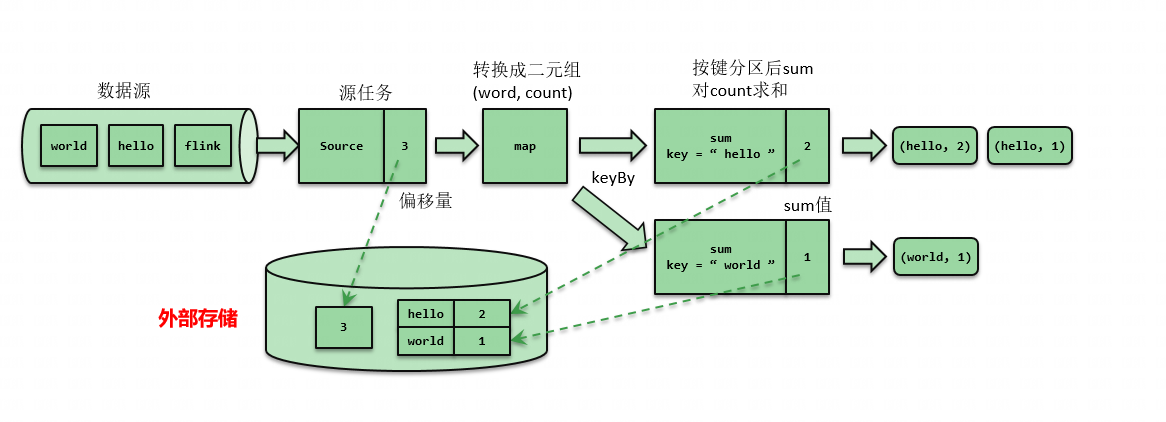 数据源
world
hello
flink
源任务
Source
3
偏移量
转换成二元组
(word, count)
map
keyBy
按键分区后sum
对count求和
sum
key = “ hello ”
2
(hello, 2)
(hello, 1)
sum值
sum
key = “ world ”
1
(world, 1)
外部存储
3
hello 2
world 1